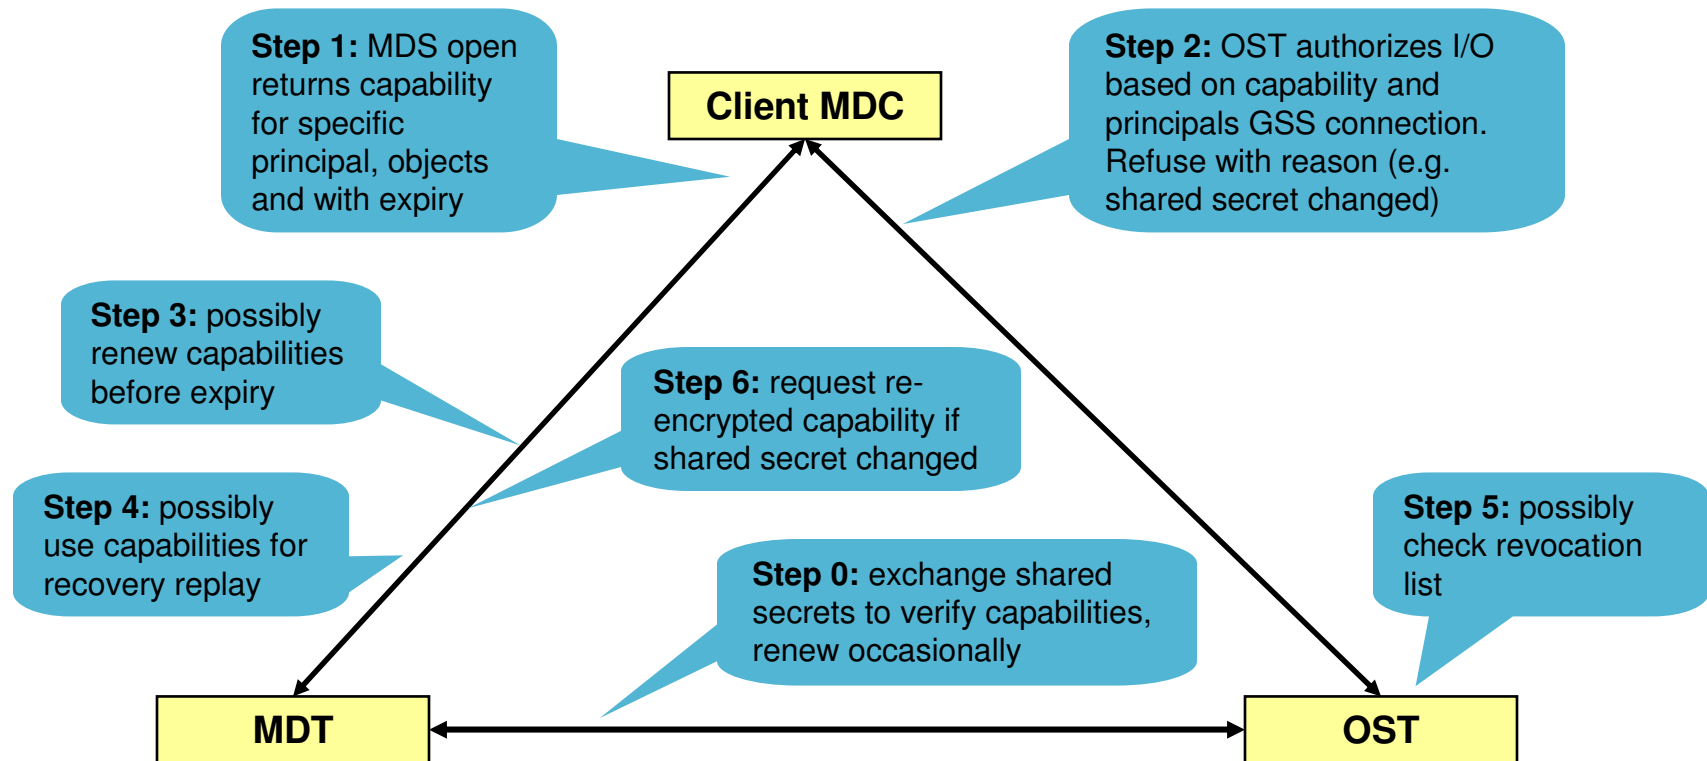 Step 1: MDS open
returns capability
for specific
principal, objects
and with expiry
Client MDC
Step 2: OST authorizes I/O
based on capability and
principals GSS connection.
Refuse with reason (e.g.
shared secret changed)
Step 3: possibly
renew capabilities
before expiry
Step 6: request re-
encrypted capability if
shared secret changed
Step 4: possibly
use capabilities for
recovery replay
Step 0: exchange shared
secrets to verify capabilities,
renew occasionally
Step 5: possibly
check revocation
list
MDT
OST